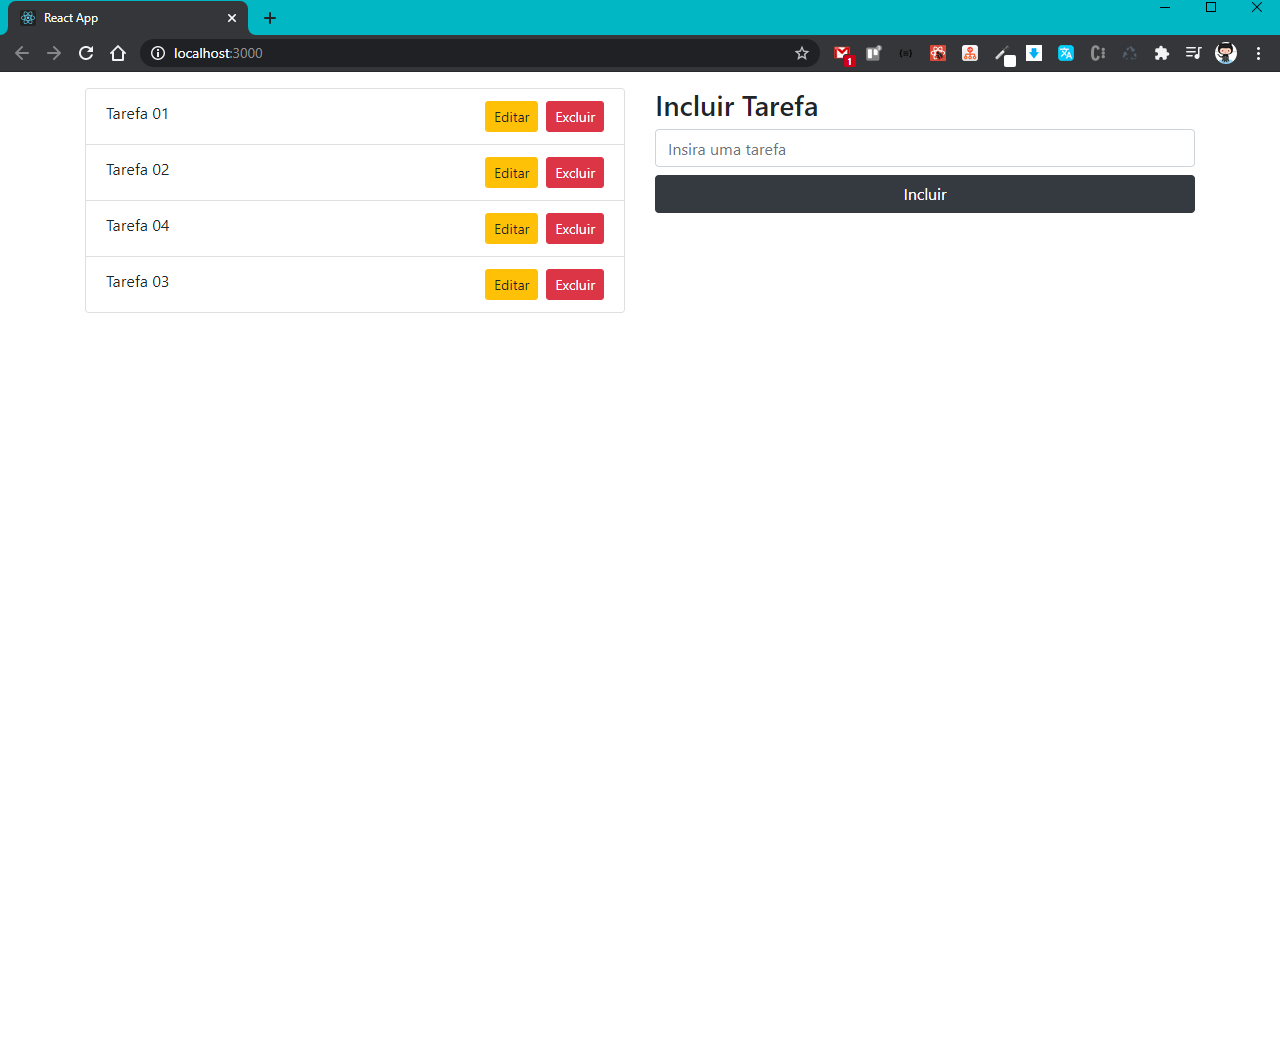 React App
localhost:3000
1
Tarefa 01 Editar Excluir
Tarefa 02 Editar Excluir
Tarefa 04 Editar Excluir
Tarefa 03 Editar Excluir
Incluir Tarefa
Insira uma tarefa
Incluir